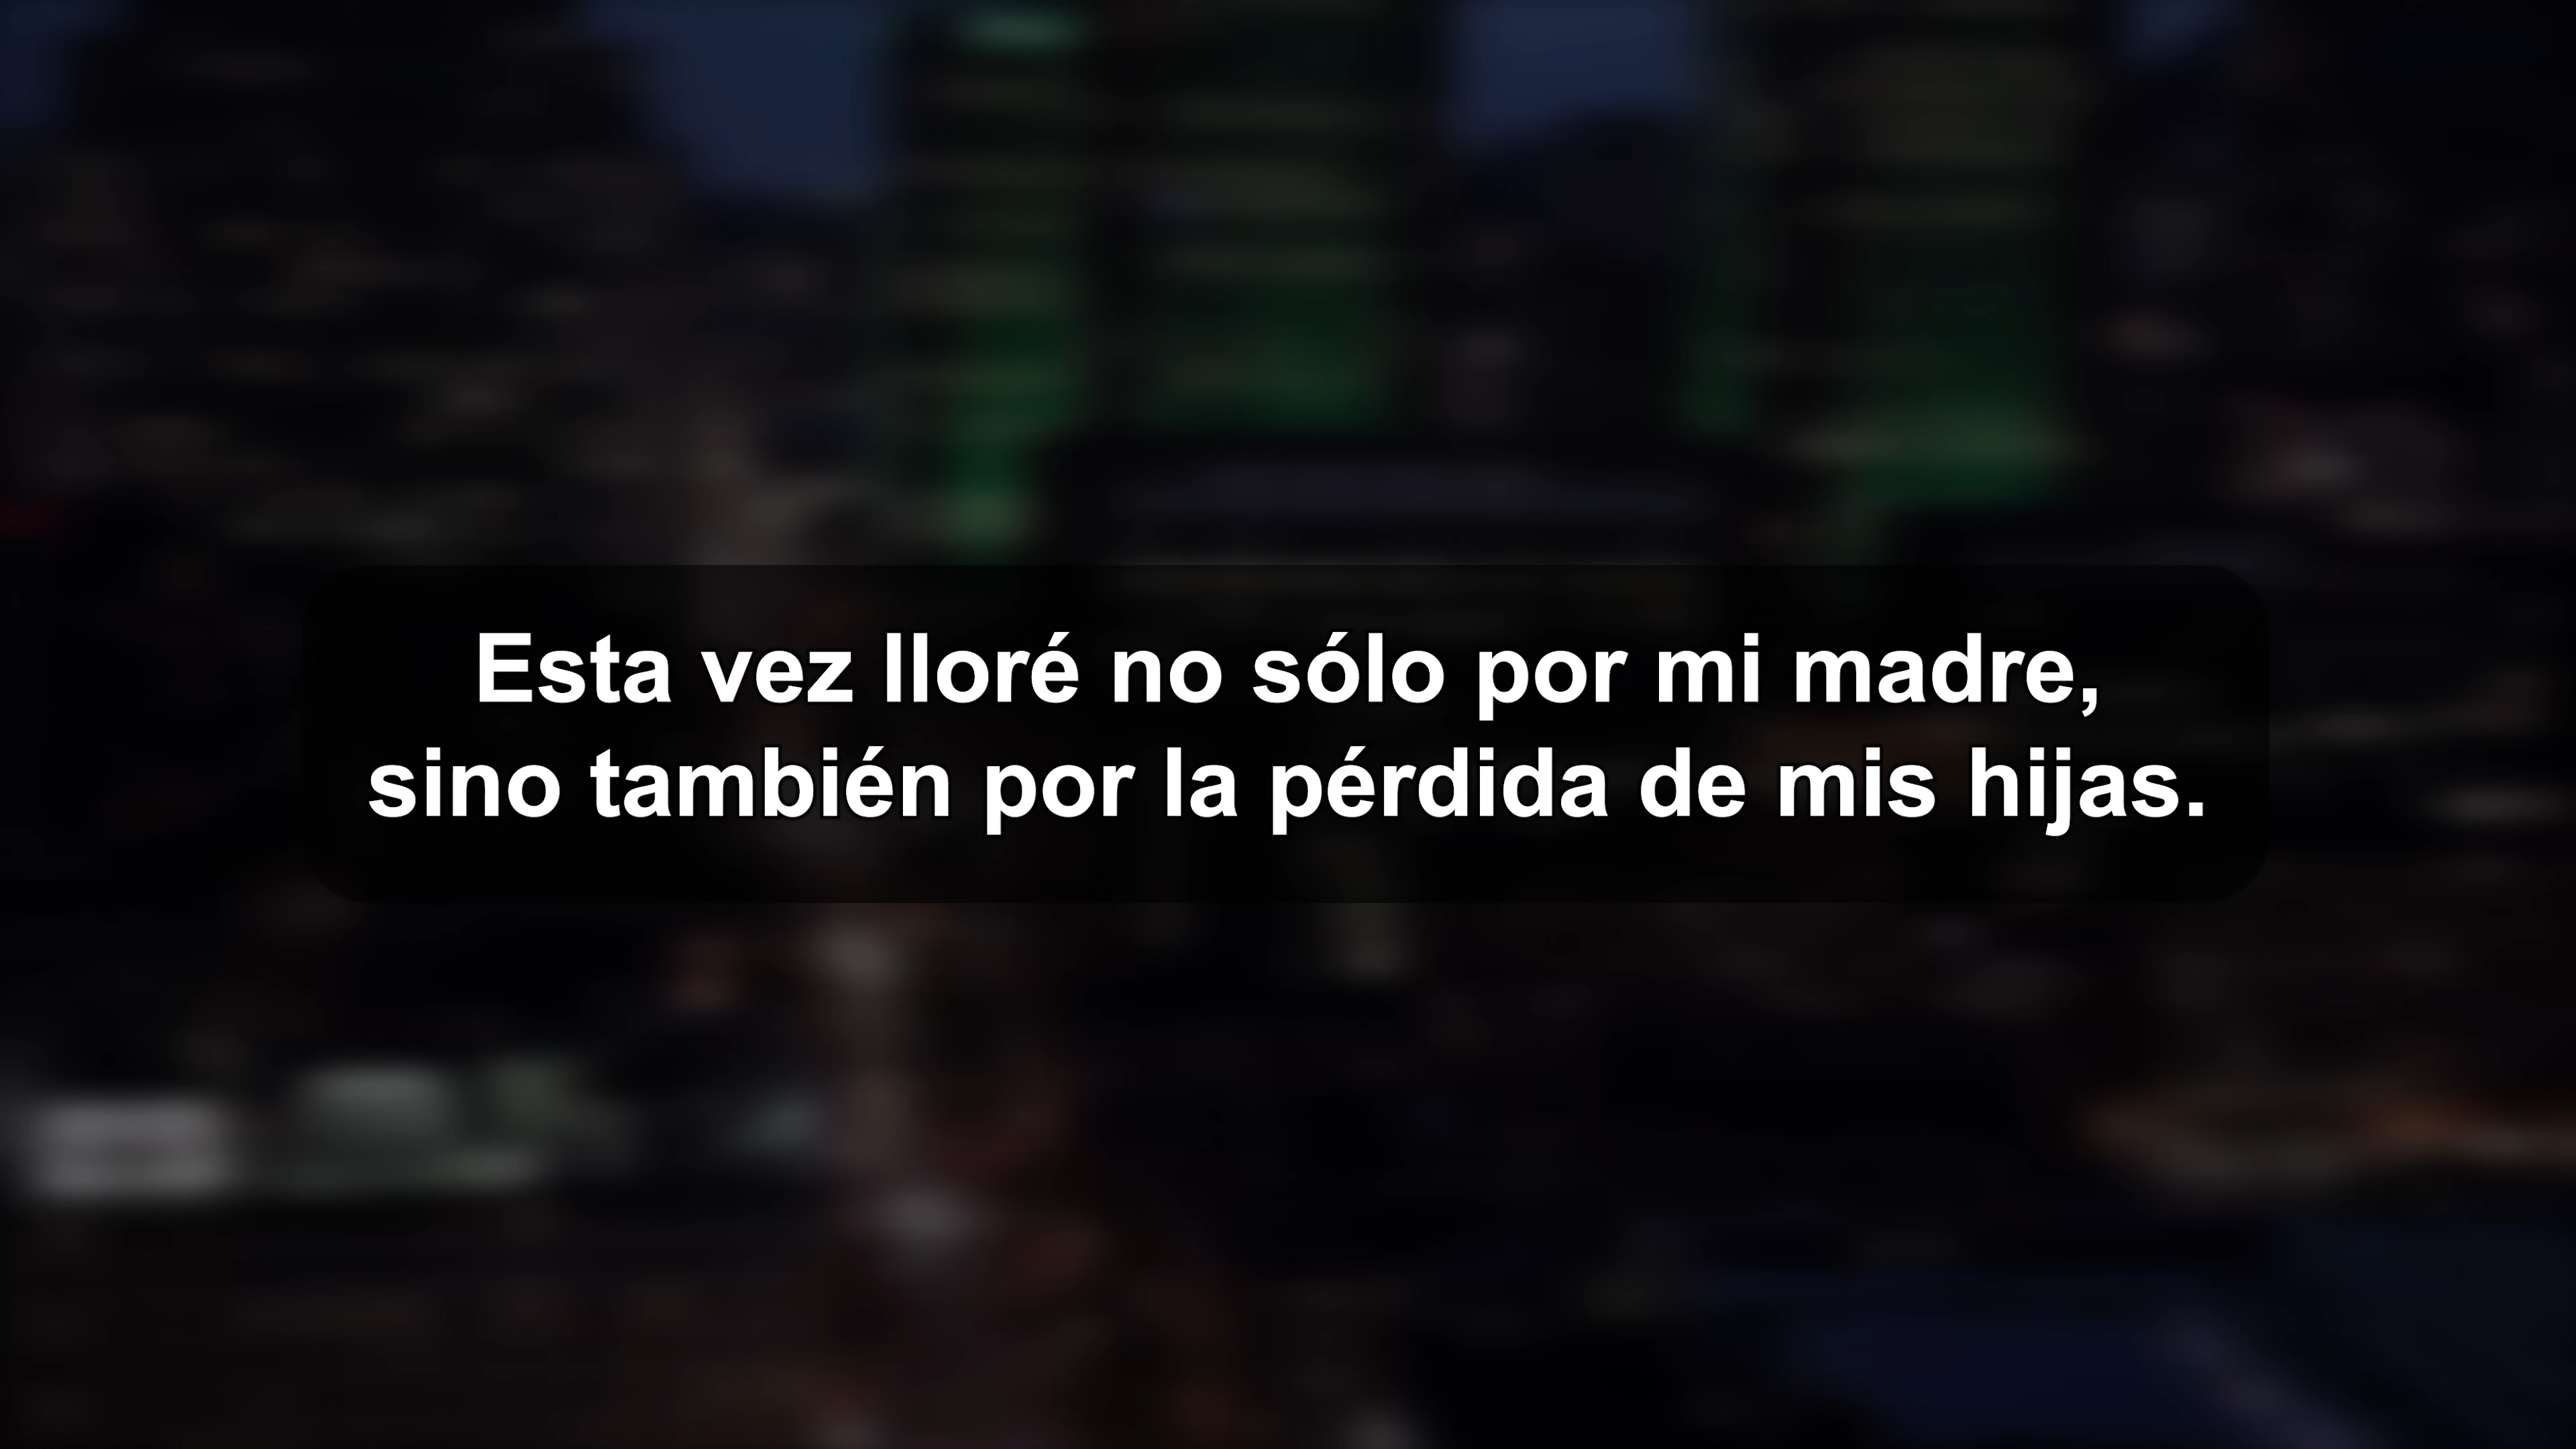 Esta vez lloré no sólo por mi madre,
sino también por la pérdida de mis hijas.